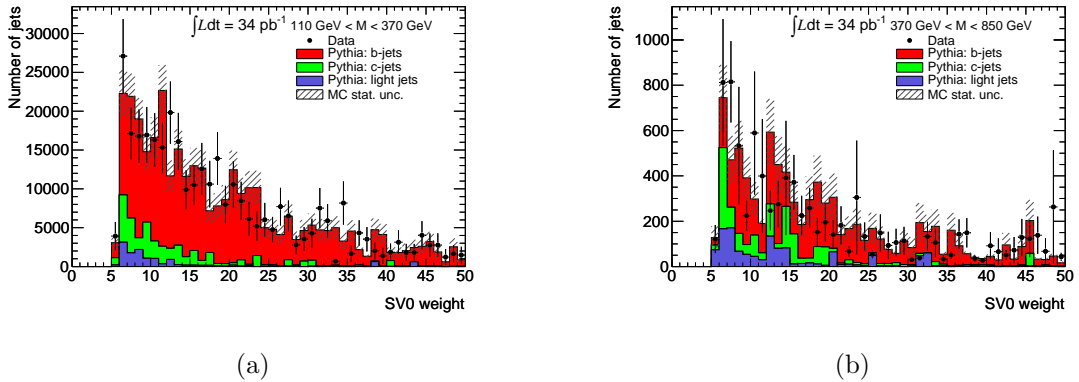 ∫Ldt = 34 pb⁻¹ 110 GeV < M < 370 GeV
Data
Pythia: b-jets
Pythia: c-jets
Pythia: light jets
MC stat. unc.
Number of jets
30000
25000
20000
15000
10000
5000
0
0 5 10 15 20 25 30 35 40 45 50
SV0 weight
(a)
∫Ldt = 34 pb⁻¹ 370 GeV < M < 850 GeV
Data
Pythia: b-jets
Pythia: c-jets
Pythia: light jets
MC stat. unc.
Number of jets
1000
800
600
400
200
0
0 5 10 15 20 25 30 35 40 45 50
SV0 weight
(b)